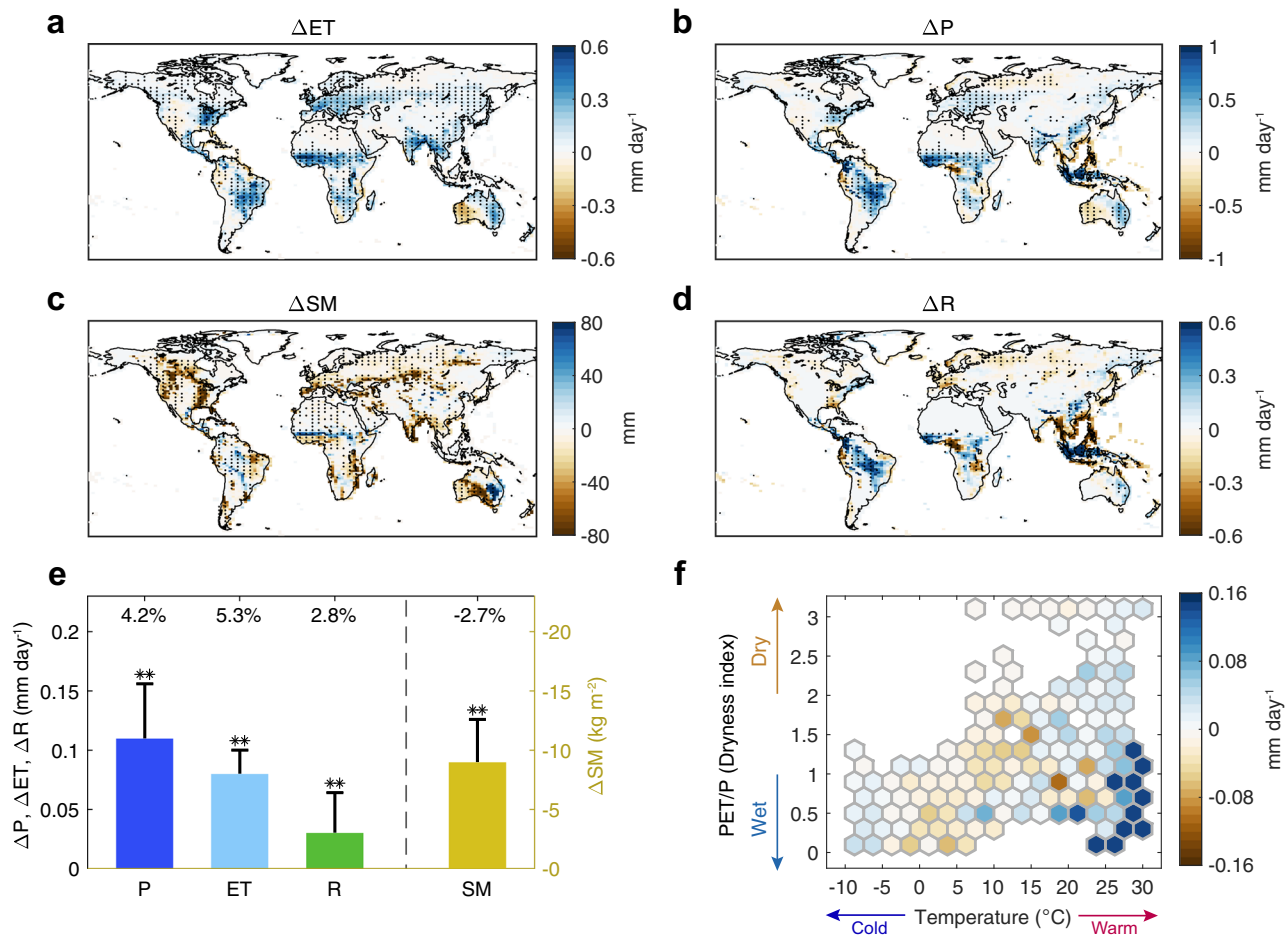 a
ΔET
0.6
0.3
0
-0.3
-0.6
mm day-1
b
ΔP
1
0.5
0
-0.5
-1
mm day-1
c
ΔSM
80
40
0
-40
-80
mm
d
ΔR
0.6
0.3
0
-0.3
-0.6
mm day-1
e
4.2% 5.3% 2.8% -2.7%
** ** ** **
0.2
0.15
0.1
0.05
0
ΔP, ΔET, ΔR (mm day-1)
-20
-10
-0
ΔSM (kg m-2)
P ET R SM
f
3
2.5
2
1.5
1
0.5
0
Dry
Wet
PET/P (Dryness index)
-10 -5 0 5 10 15 20 25 30
Cold Temperature (°C) Warm
0.16
0.08
0
-0.08
-0.16
mm day-1